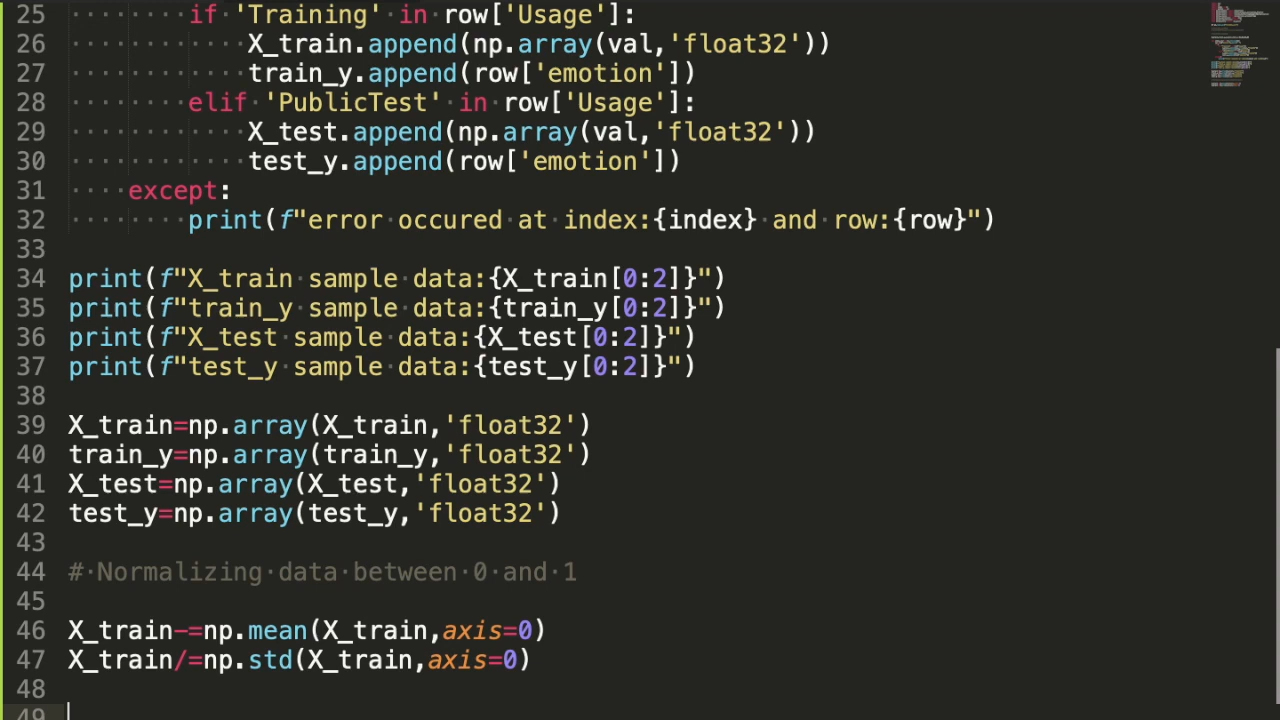 25 if 'Training' in row['Usage']:
26 X_train.append(np.array(val,'float32'))
27 train_y.append(row['emotion'])
28 elif 'PublicTest' in row['Usage']:
29 X_test.append(np.array(val,'float32'))
30 test_y.append(row['emotion'])
31 except:
32 print(f"error occured at index:{index} and row:{row}")
33
34 print(f"X_train sample data:{X_train[0:2]}")
35 print(f"train_y sample data:{train_y[0:2]}")
36 print(f"X_test sample data:{X_test[0:2]}")
37 print(f"test_y sample data:{test_y[0:2]}")
38
39 X_train=np.array(X_train,'float32')
40 train_y=np.array(train_y,'float32')
41 X_test=np.array(X_test,'float32')
42 test_y=np.array(test_y,'float32')
43
44 # Normalizing data between 0 and 1
45
46 X_train-=np.mean(X_train,axis=0)
47 X_train/=np.std(X_train,axis=0)
48
49